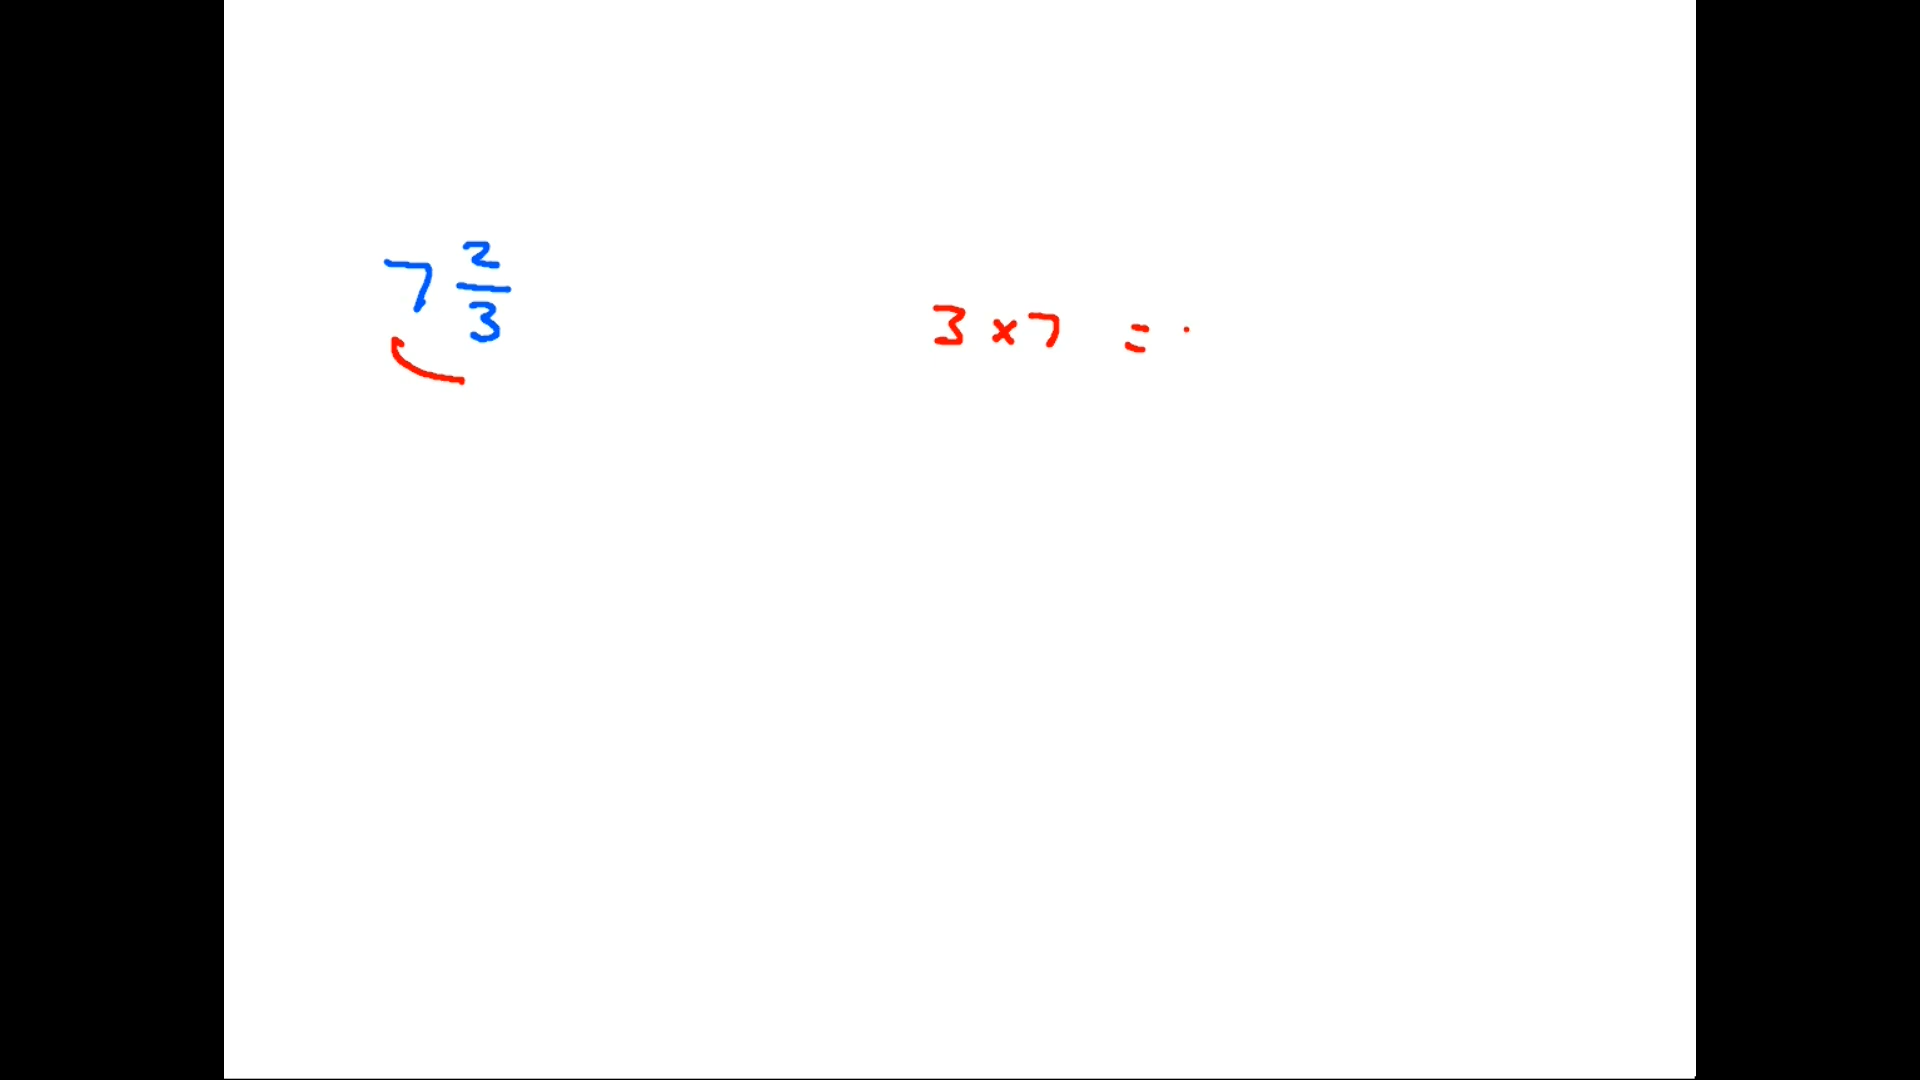 7 2/3
3 × 7 =